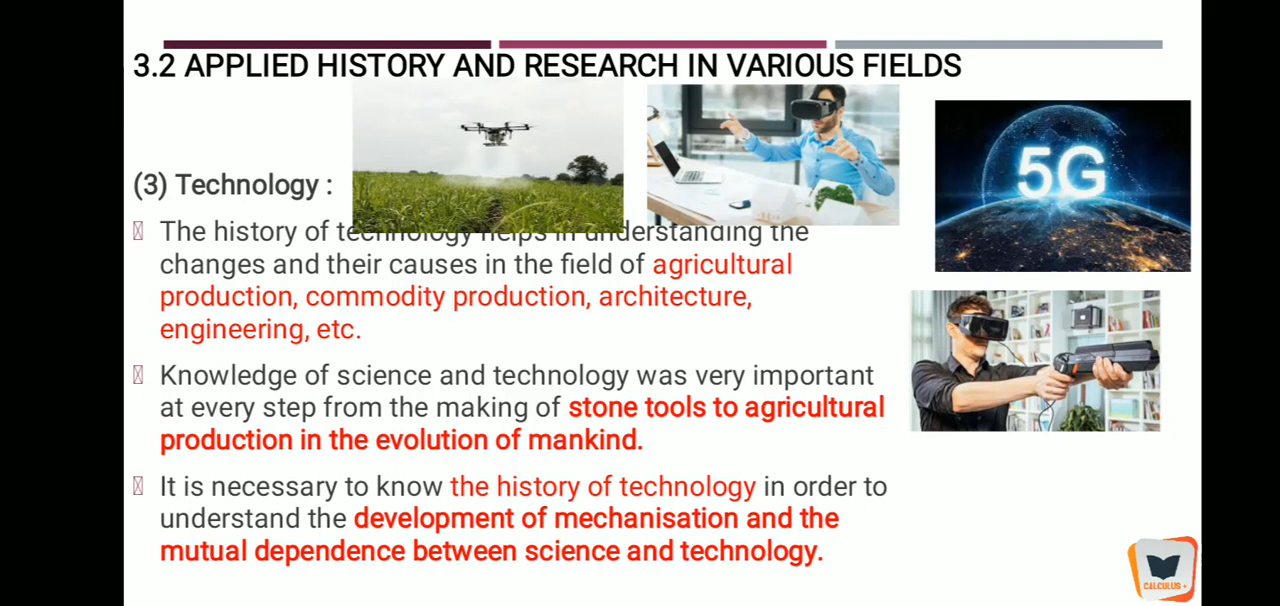 3.2 APPLIED HISTORY AND RESEARCH IN VARIOUS FIELDS
5G
(3) Technology :
The history of technology helps in understanding the
changes and their causes in the field of agricultural
production, commodity production, architecture,
engineering, etc.
Knowledge of science and technology was very important
at every step from the making of stone tools to agricultural
production in the evolution of mankind.
It is necessary to know the history of technology in order to
understand the development of mechanisation and the
mutual dependence between science and technology.
CALCULUS +